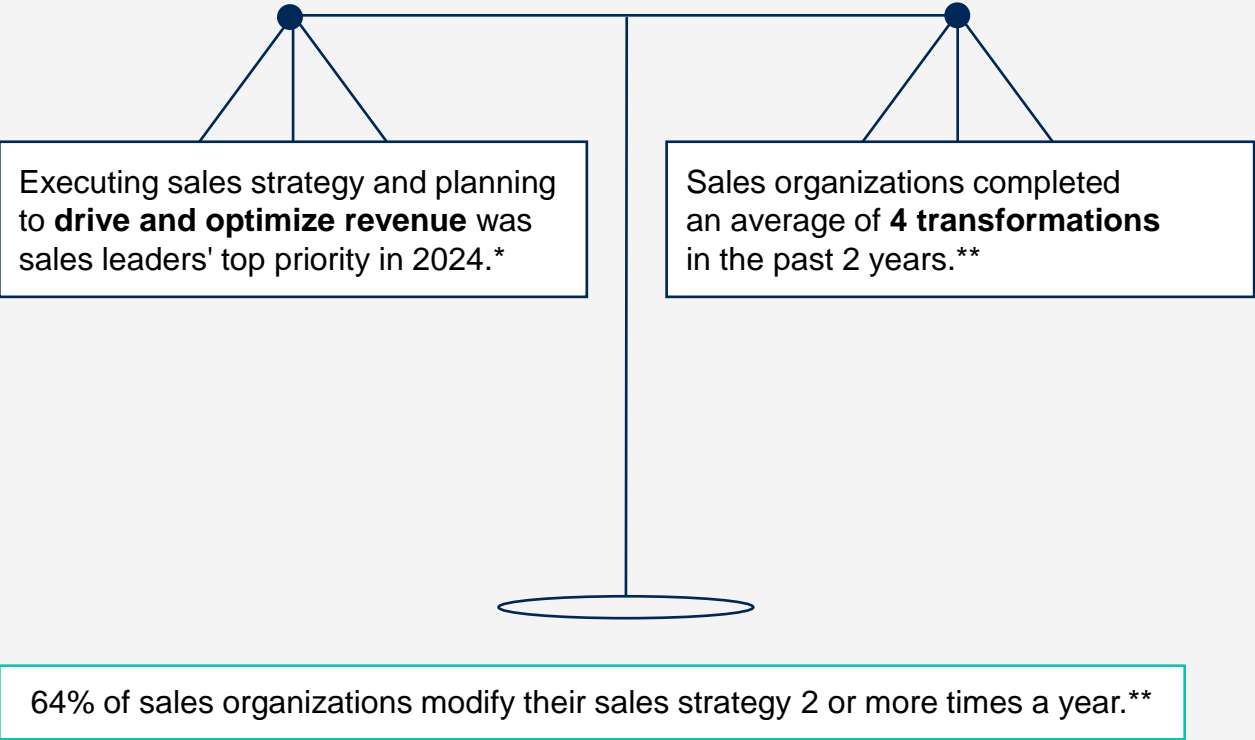 Executing sales strategy and planning
to drive and optimize revenue was
sales leaders' top priority in 2024.*
Sales organizations completed
an average of 4 transformations
in the past 2 years.**
64% of sales organizations modify their sales strategy 2 or more times a year.**